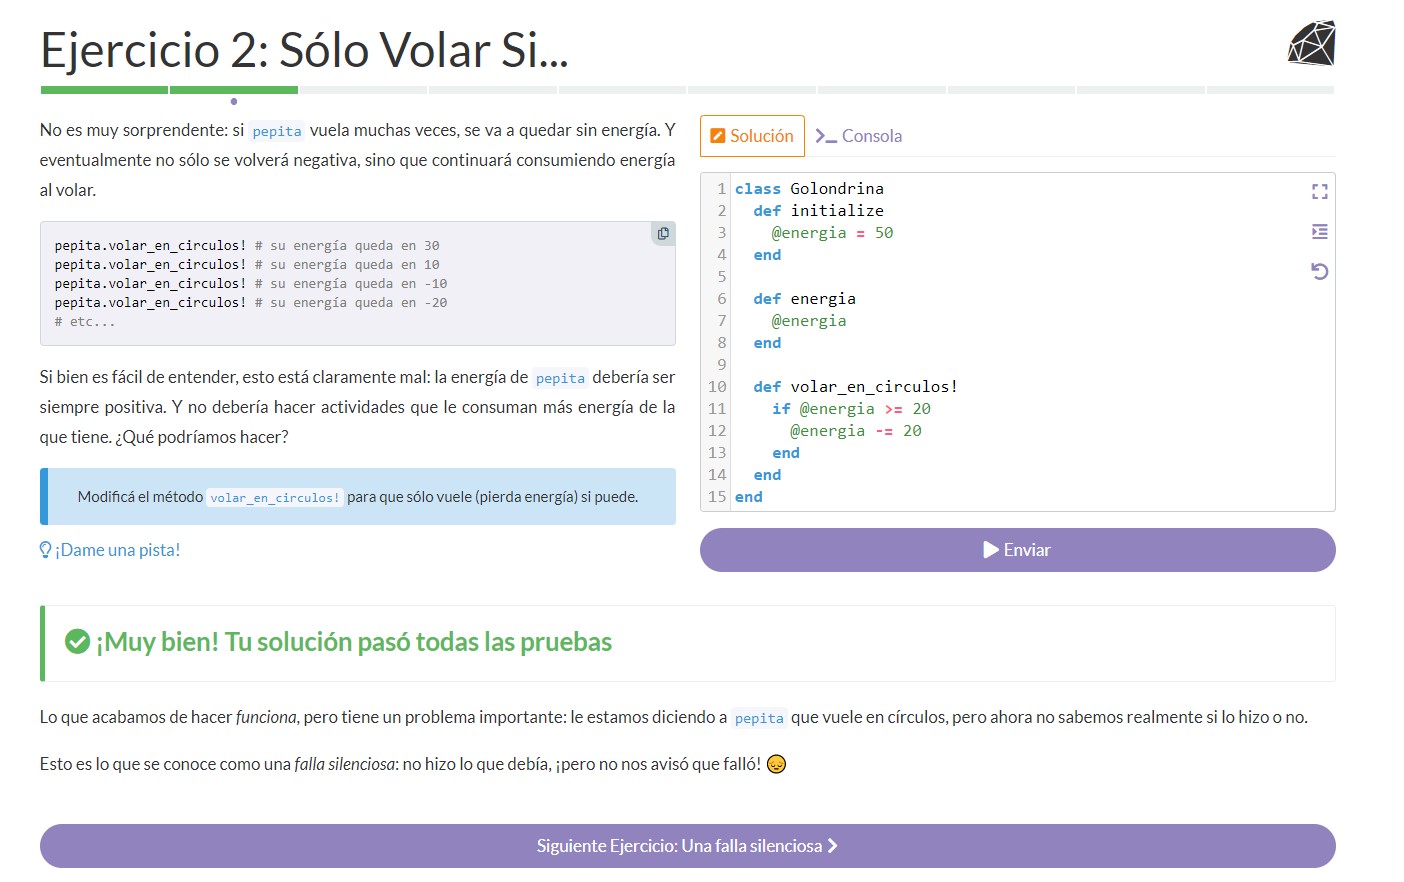 Ejercicio 2: Sólo Volar Si...
No es muy sorprendente: si pepita vuela muchas veces, se va a quedar sin energía. Y
eventualmente no sólo se volverá negativa, sino que continuará consumiendo energía
al volar.
pepita.volar_en_circulos! # su energía queda en 30
pepita.volar_en_circulos! # su energía queda en 10
pepita.volar_en_circulos! # su energía queda en -10
pepita.volar_en_circulos! # su energía queda en -20
# etc...
Si bien es fácil de entender, esto está claramente mal: la energía de pepita debería ser
siempre positiva. Y no debería hacer actividades que le consuman más energía de la
que tiene. ¿Qué podríamos hacer?
Modificá el método volar_en_circulos! para que sólo vuele (pierda energía) si puede.
¡Dame una pista!
Solución
Consola
1 class Golondrina
2   def initialize
3     @energia = 50
4   end
5
6   def energia
7     @energia
8   end
9
10   def volar_en_circulos!
11     if @energia >= 20
12       @energia -= 20
13     end
14   end
15 end
Enviar
¡Muy bien! Tu solución pasó todas las pruebas
Lo que acabamos de hacer funciona, pero tiene un problema importante: le estamos diciendo a pepita que vuele en círculos, pero ahora no sabemos realmente si lo hizo o no.
Esto es lo que se conoce como una falla silenciosa: no hizo lo que debía, ¡pero no nos avisó que falló! 😔
Siguiente Ejercicio: Una falla silenciosa